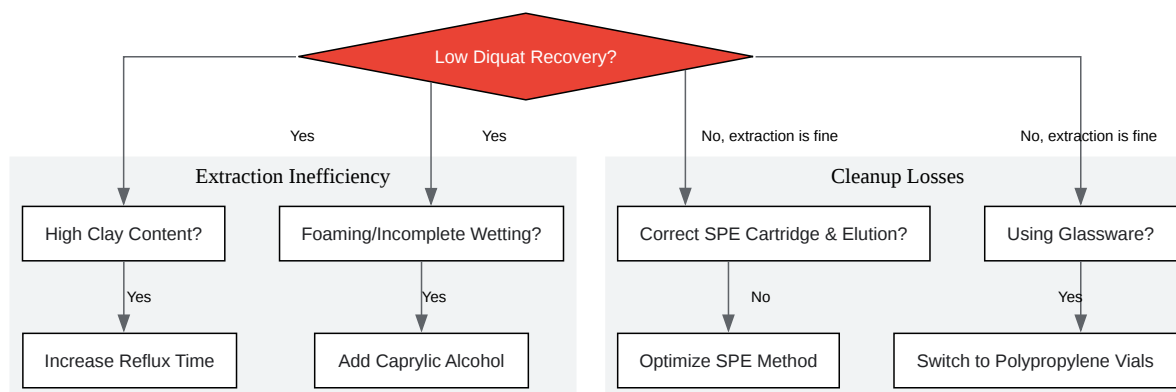 Low Diquat Recovery?
Yes
Yes
No, extraction is fine
No, extraction is fine
Extraction Inefficiency
Cleanup Losses
High Clay Content?
Foaming/Incomplete Wetting?
Correct SPE Cartridge & Elution?
Using Glassware?
Yes
Yes
No
Yes
Increase Reflux Time
Add Caprylic Alcohol
Optimize SPE Method
Switch to Polypropylene Vials